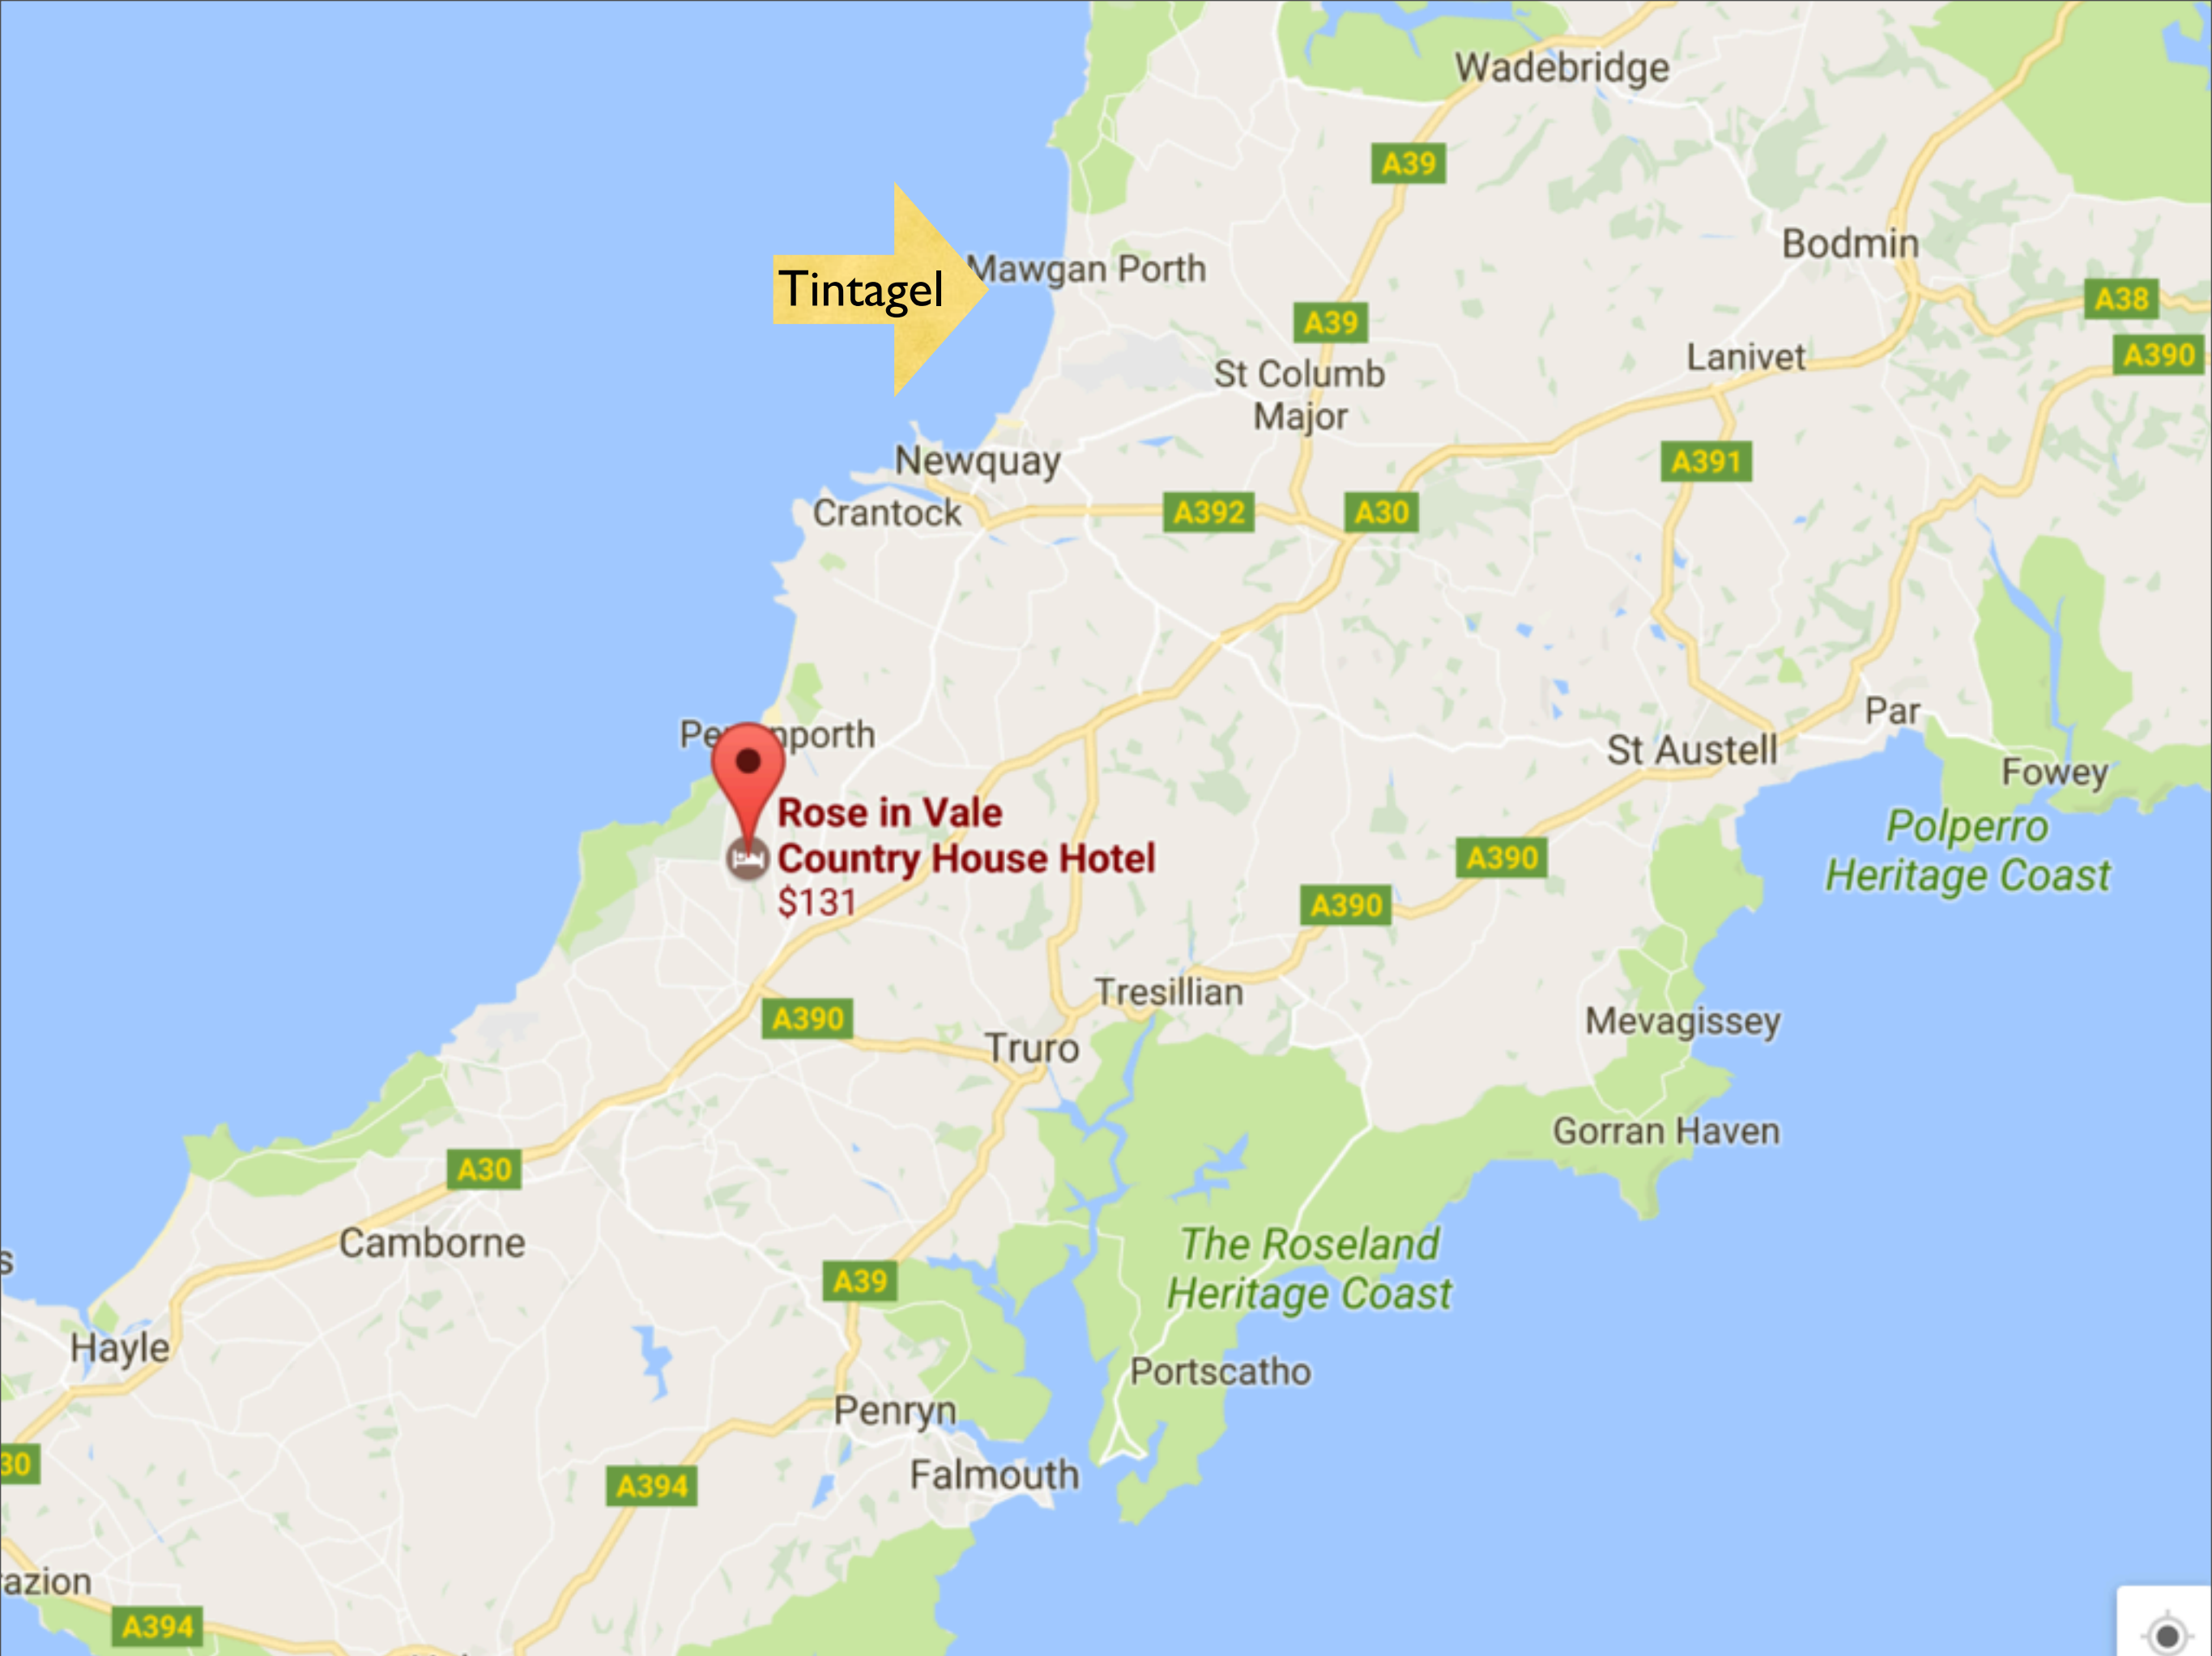 Wadebridge
A39
Bodmin
Mawgan Porth
Tintagel
A38
A39
Lanivet
A390
St Columb
Major
Newquay
A391
Crantock
A392
A30
Par
Pe
nporth
St Austell
Fowey
Rose in Vale
Country House Hotel
$131
Polperro
Heritage Coast
A390
A390
Tresillian
A390
Mevagissey
Truro
Gorran Haven
A30
Camborne
s
The Roseland
Heritage Coast
A39
Hayle
Portscatho
Penryn
30
Falmouth
A394
azion
A394